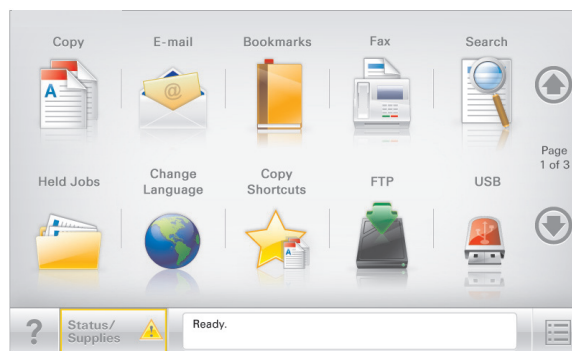 Copy
E-mail
Bookmarks
Fax
Search
A
@
Page
1 of 3
Held Jobs
Change
Language
Copy
Shortcuts
FTP
USB
A
?
Status/
Supplies
!
Ready.